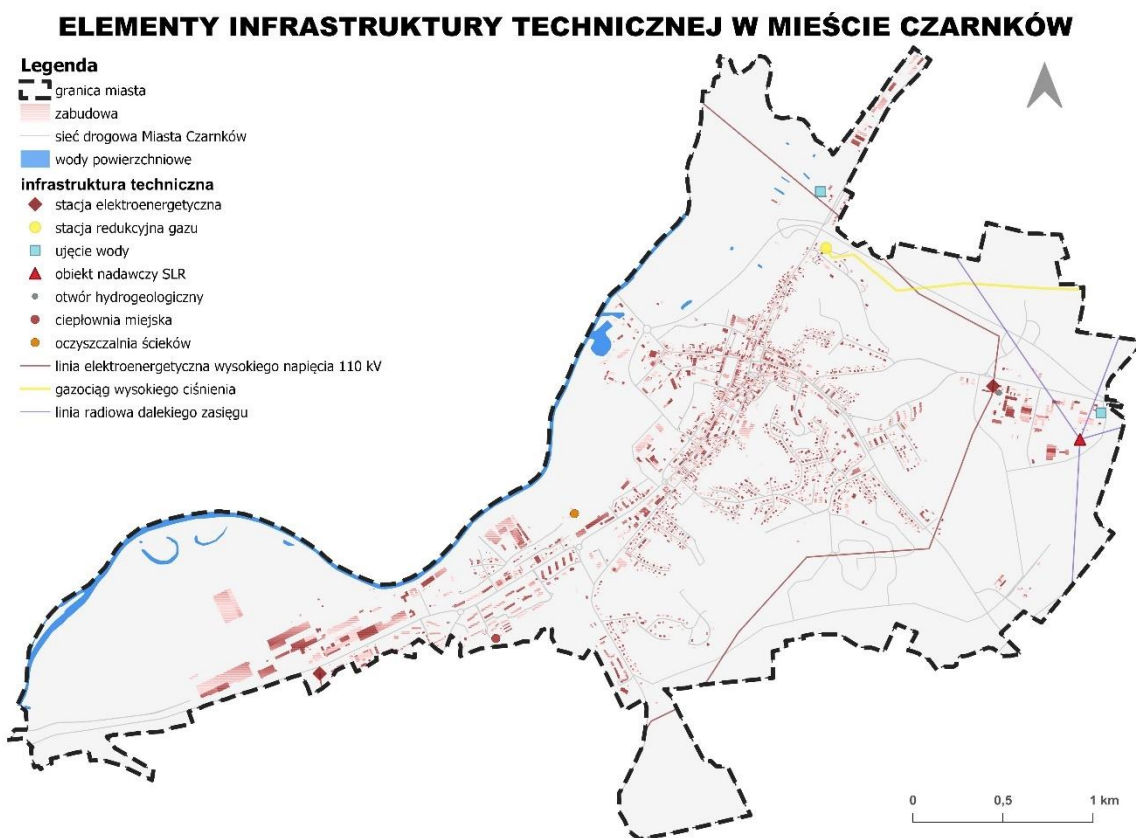 ELEMENTY INFRASTRUKTURY TECHNICZNEJ W MIEŚCIE CZARNKÓW
Legenda
granica miasta
zabudowa
sieć drogowa Miasta Czarnków
wody powierzchniowe
infrastruktura techniczna
stacja elektroenergetyczna
stacja redukcyjna gazu
ujęcie wody
obiekt nadawczy SLR
otwór hydrogeologiczny
ciepłownia miejska
oczyszczalnia ścieków
linia elektroenergetyczna wysokiego napięcia 110 kV
gazociąg wysokiego ciśnienia
linia radiowa dalekiego zasięgu
0 0,5 1 km